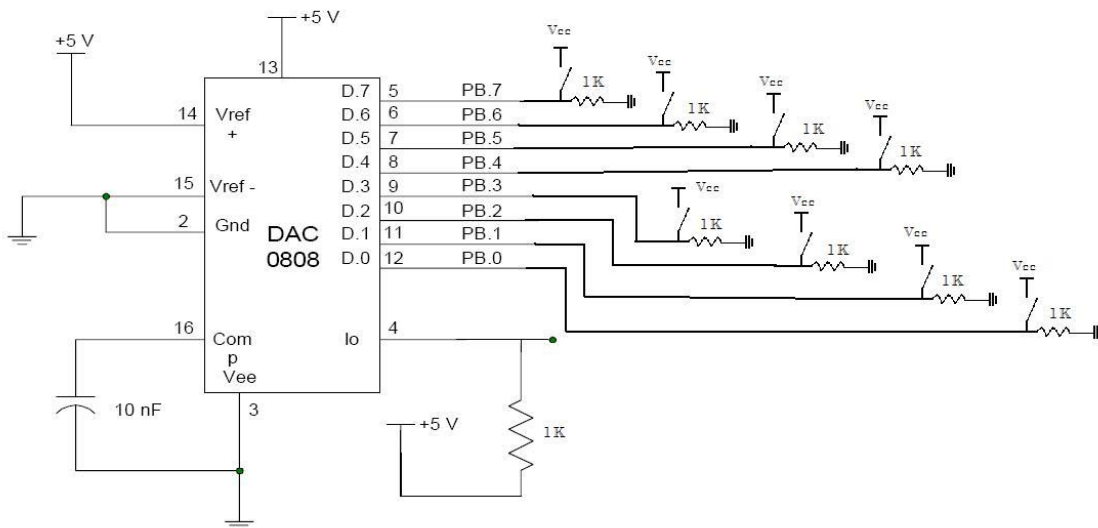 +5 V
+5 V
13
14
Vref
+
15
Vref -
2
Gnd
DAC
0808
16
Com
p
Vee
3
10 nF
D.7
5
PB.7
D.6
6
PB.6
D.5
7
PB.5
D.4
8
PB.4
D.3
9
PB.3
D.2
10
PB.2
D.1
11
PB.1
D.0
12
PB.0
Io
4
+5 V
1K
Vcc
1K
Vcc
1K
Vcc
1K
Vcc
1K
Vcc
1K
Vcc
1K
Vcc
1K
Vcc
1K